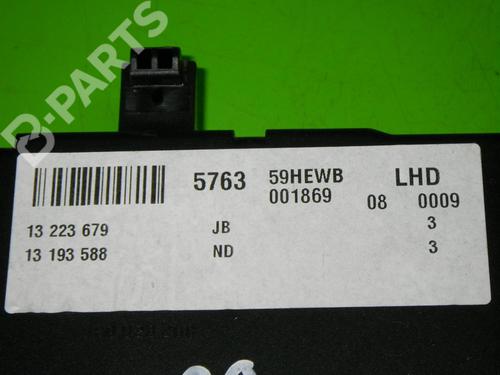 B-PARTS
5763 59HEWB LHD
001869 08 0009
13 223 679 JB 3
13 193 588 ND 3